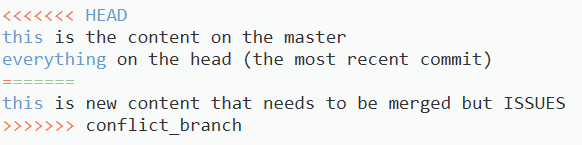 <<<<<<< HEAD
this is the content on the master
everything on the head (the most recent commit)
=======
this is new content that needs to be merged but ISSUES
>>>>>>> conflict_branch